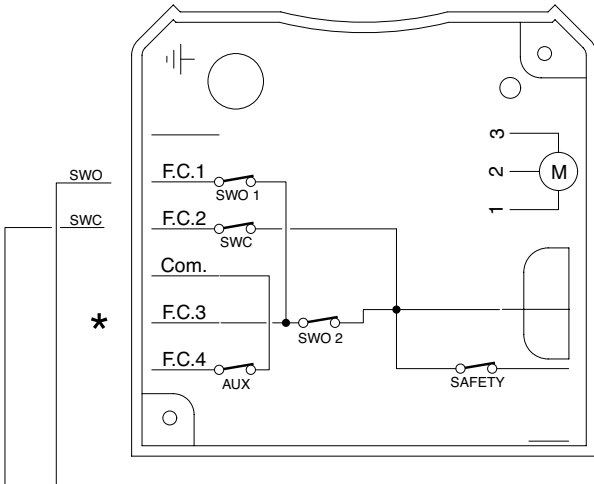 3
2
M
1
SWO
F.C.1
SWO 1
SWC
F.C.2
SWC
Com.
*
F.C.3
SWO 2
F.C.4
AUX
SAFETY